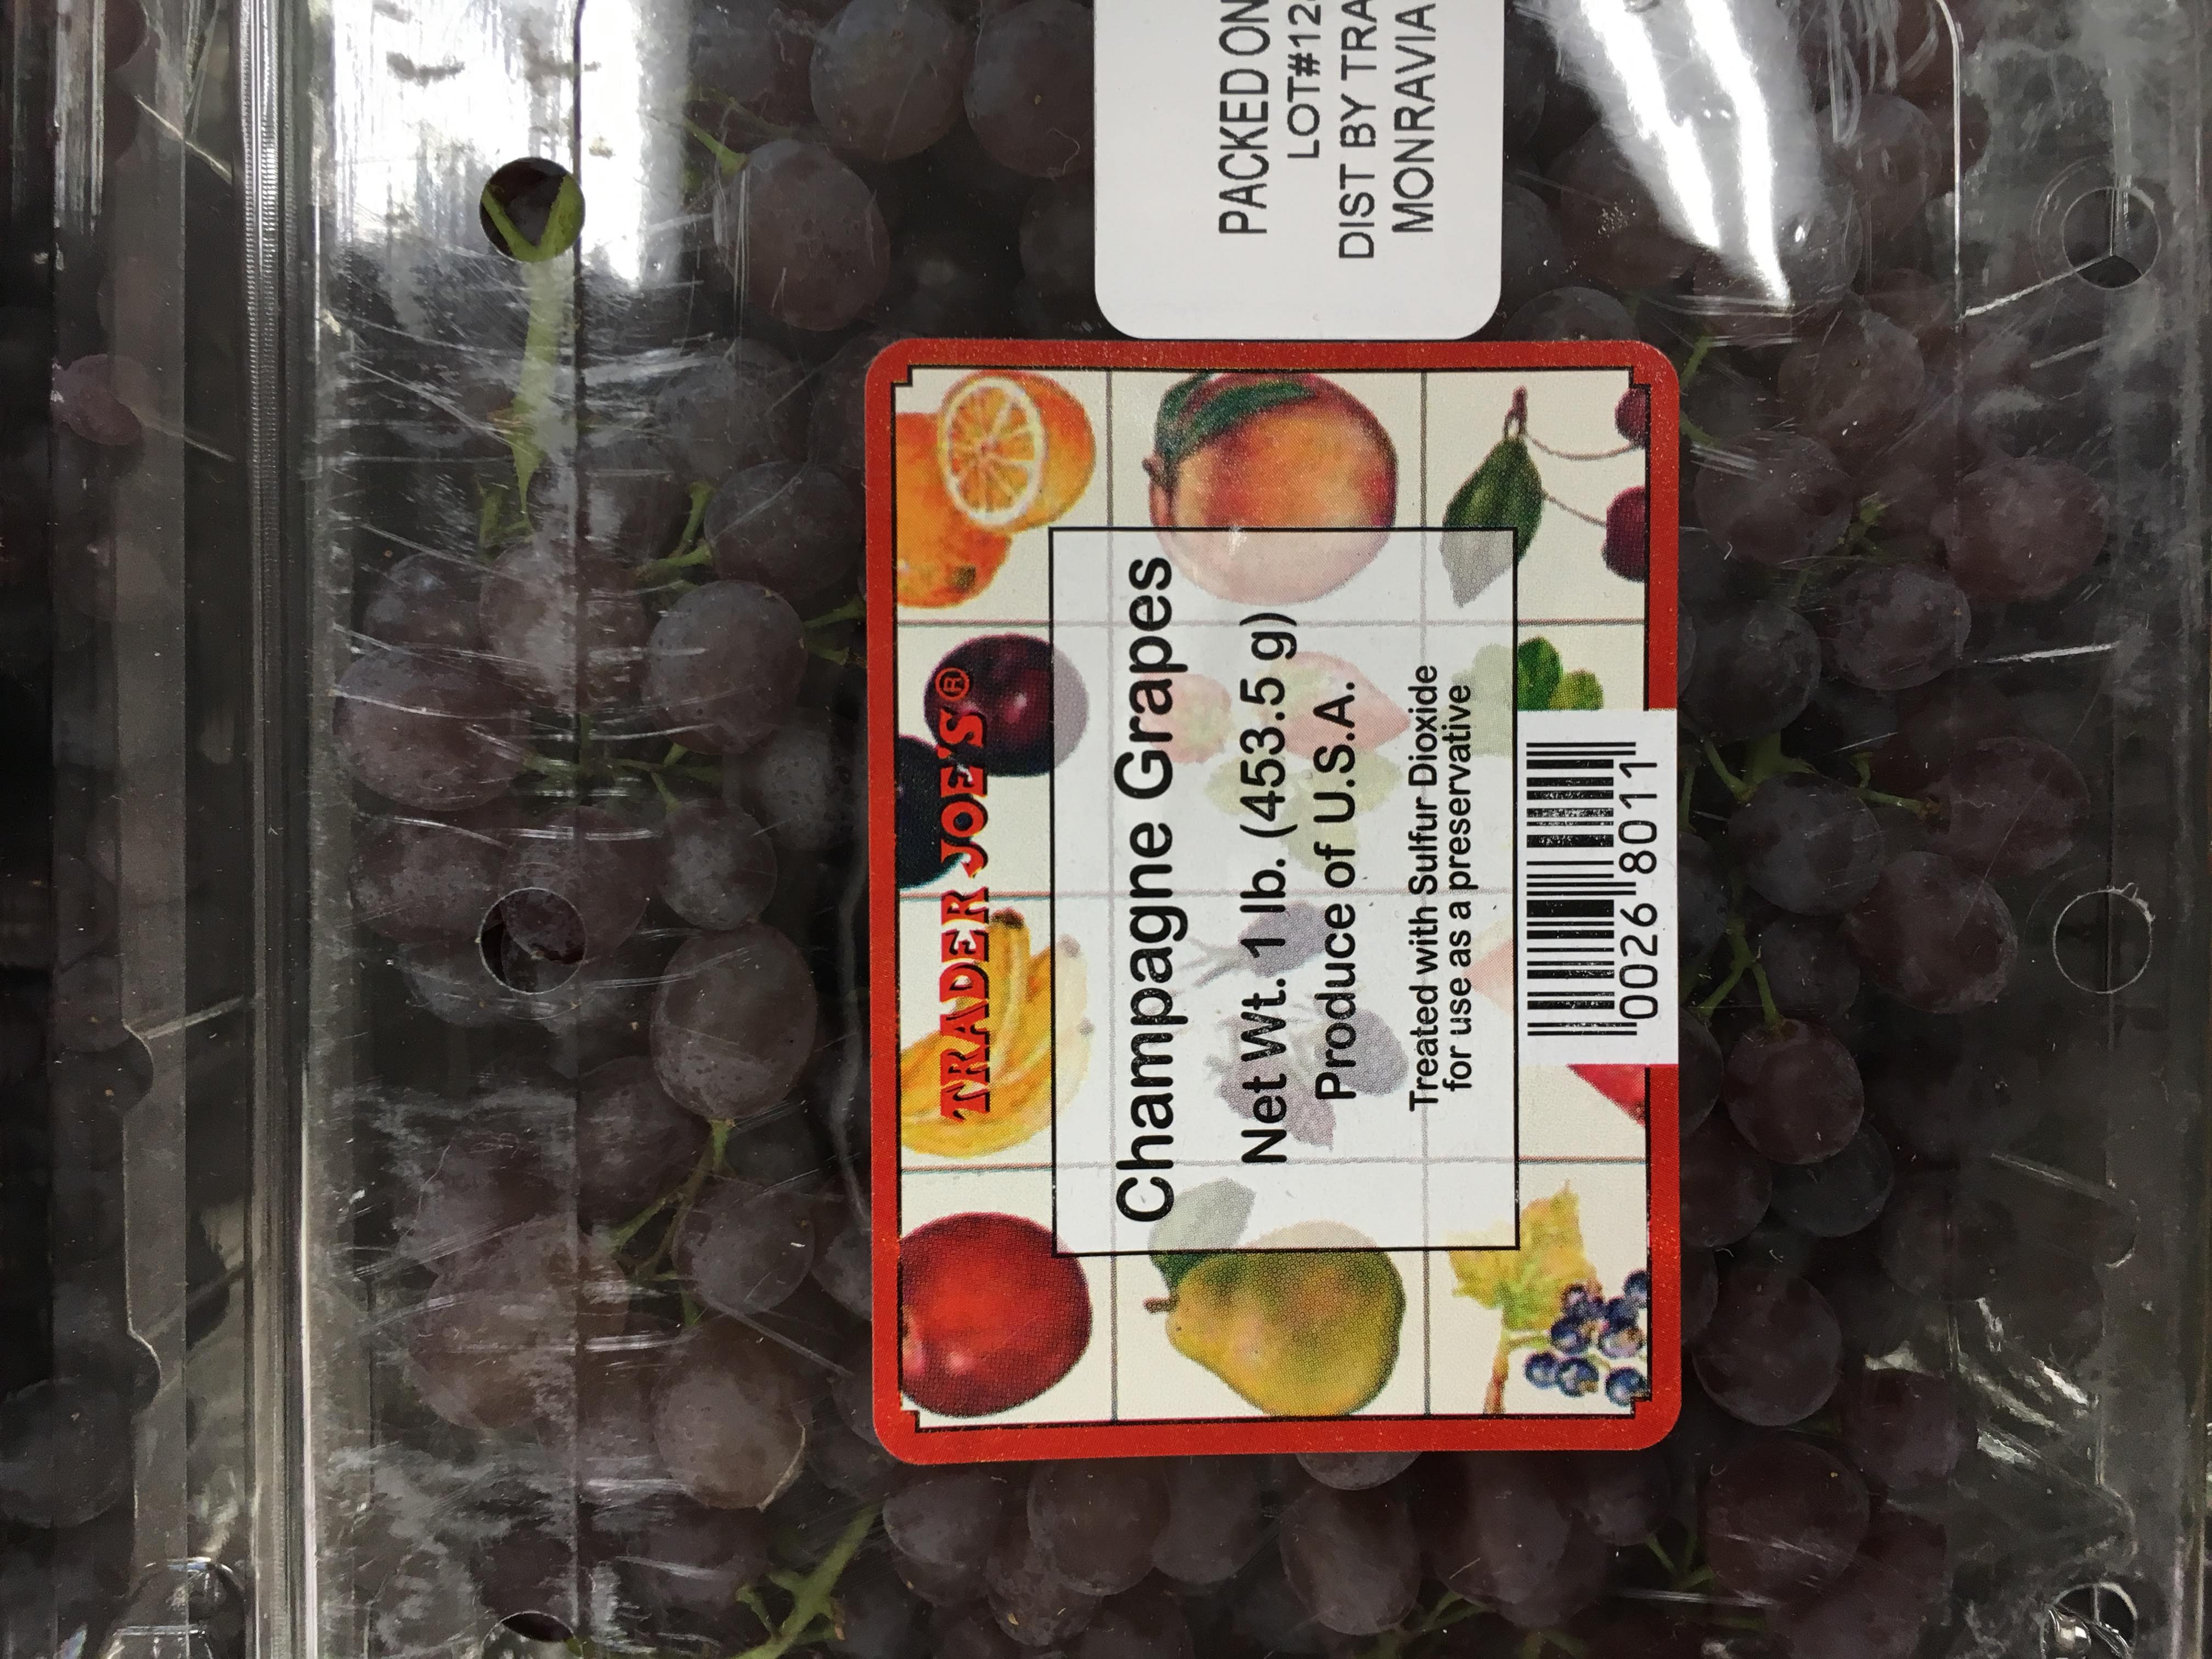 TRADER JOE'S®
Champagne Grapes
Net Wt. 1 lb. (453.5 g)
Produce of U.S.A.
Treated with Sulfur Dioxide
for use as a preservative
0026 8011
PACKED ON
LOT#12
DIST BY TRA
MONRAVIA